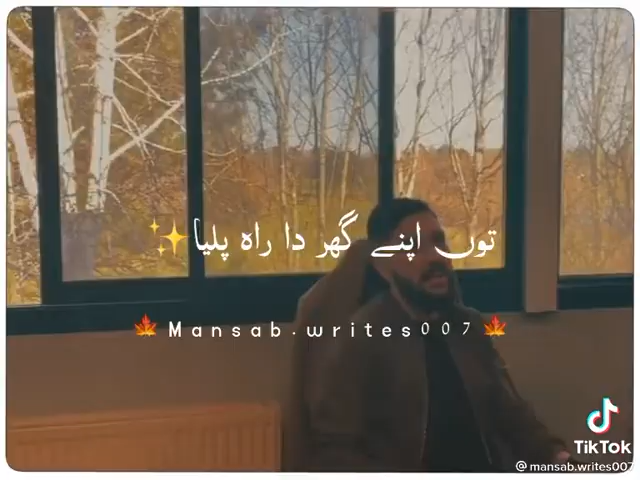 توں اپنے گھر دا راہ پلیا✨
🍁 Mansab.writes007 🍁
TikTok
@mansab.writes007